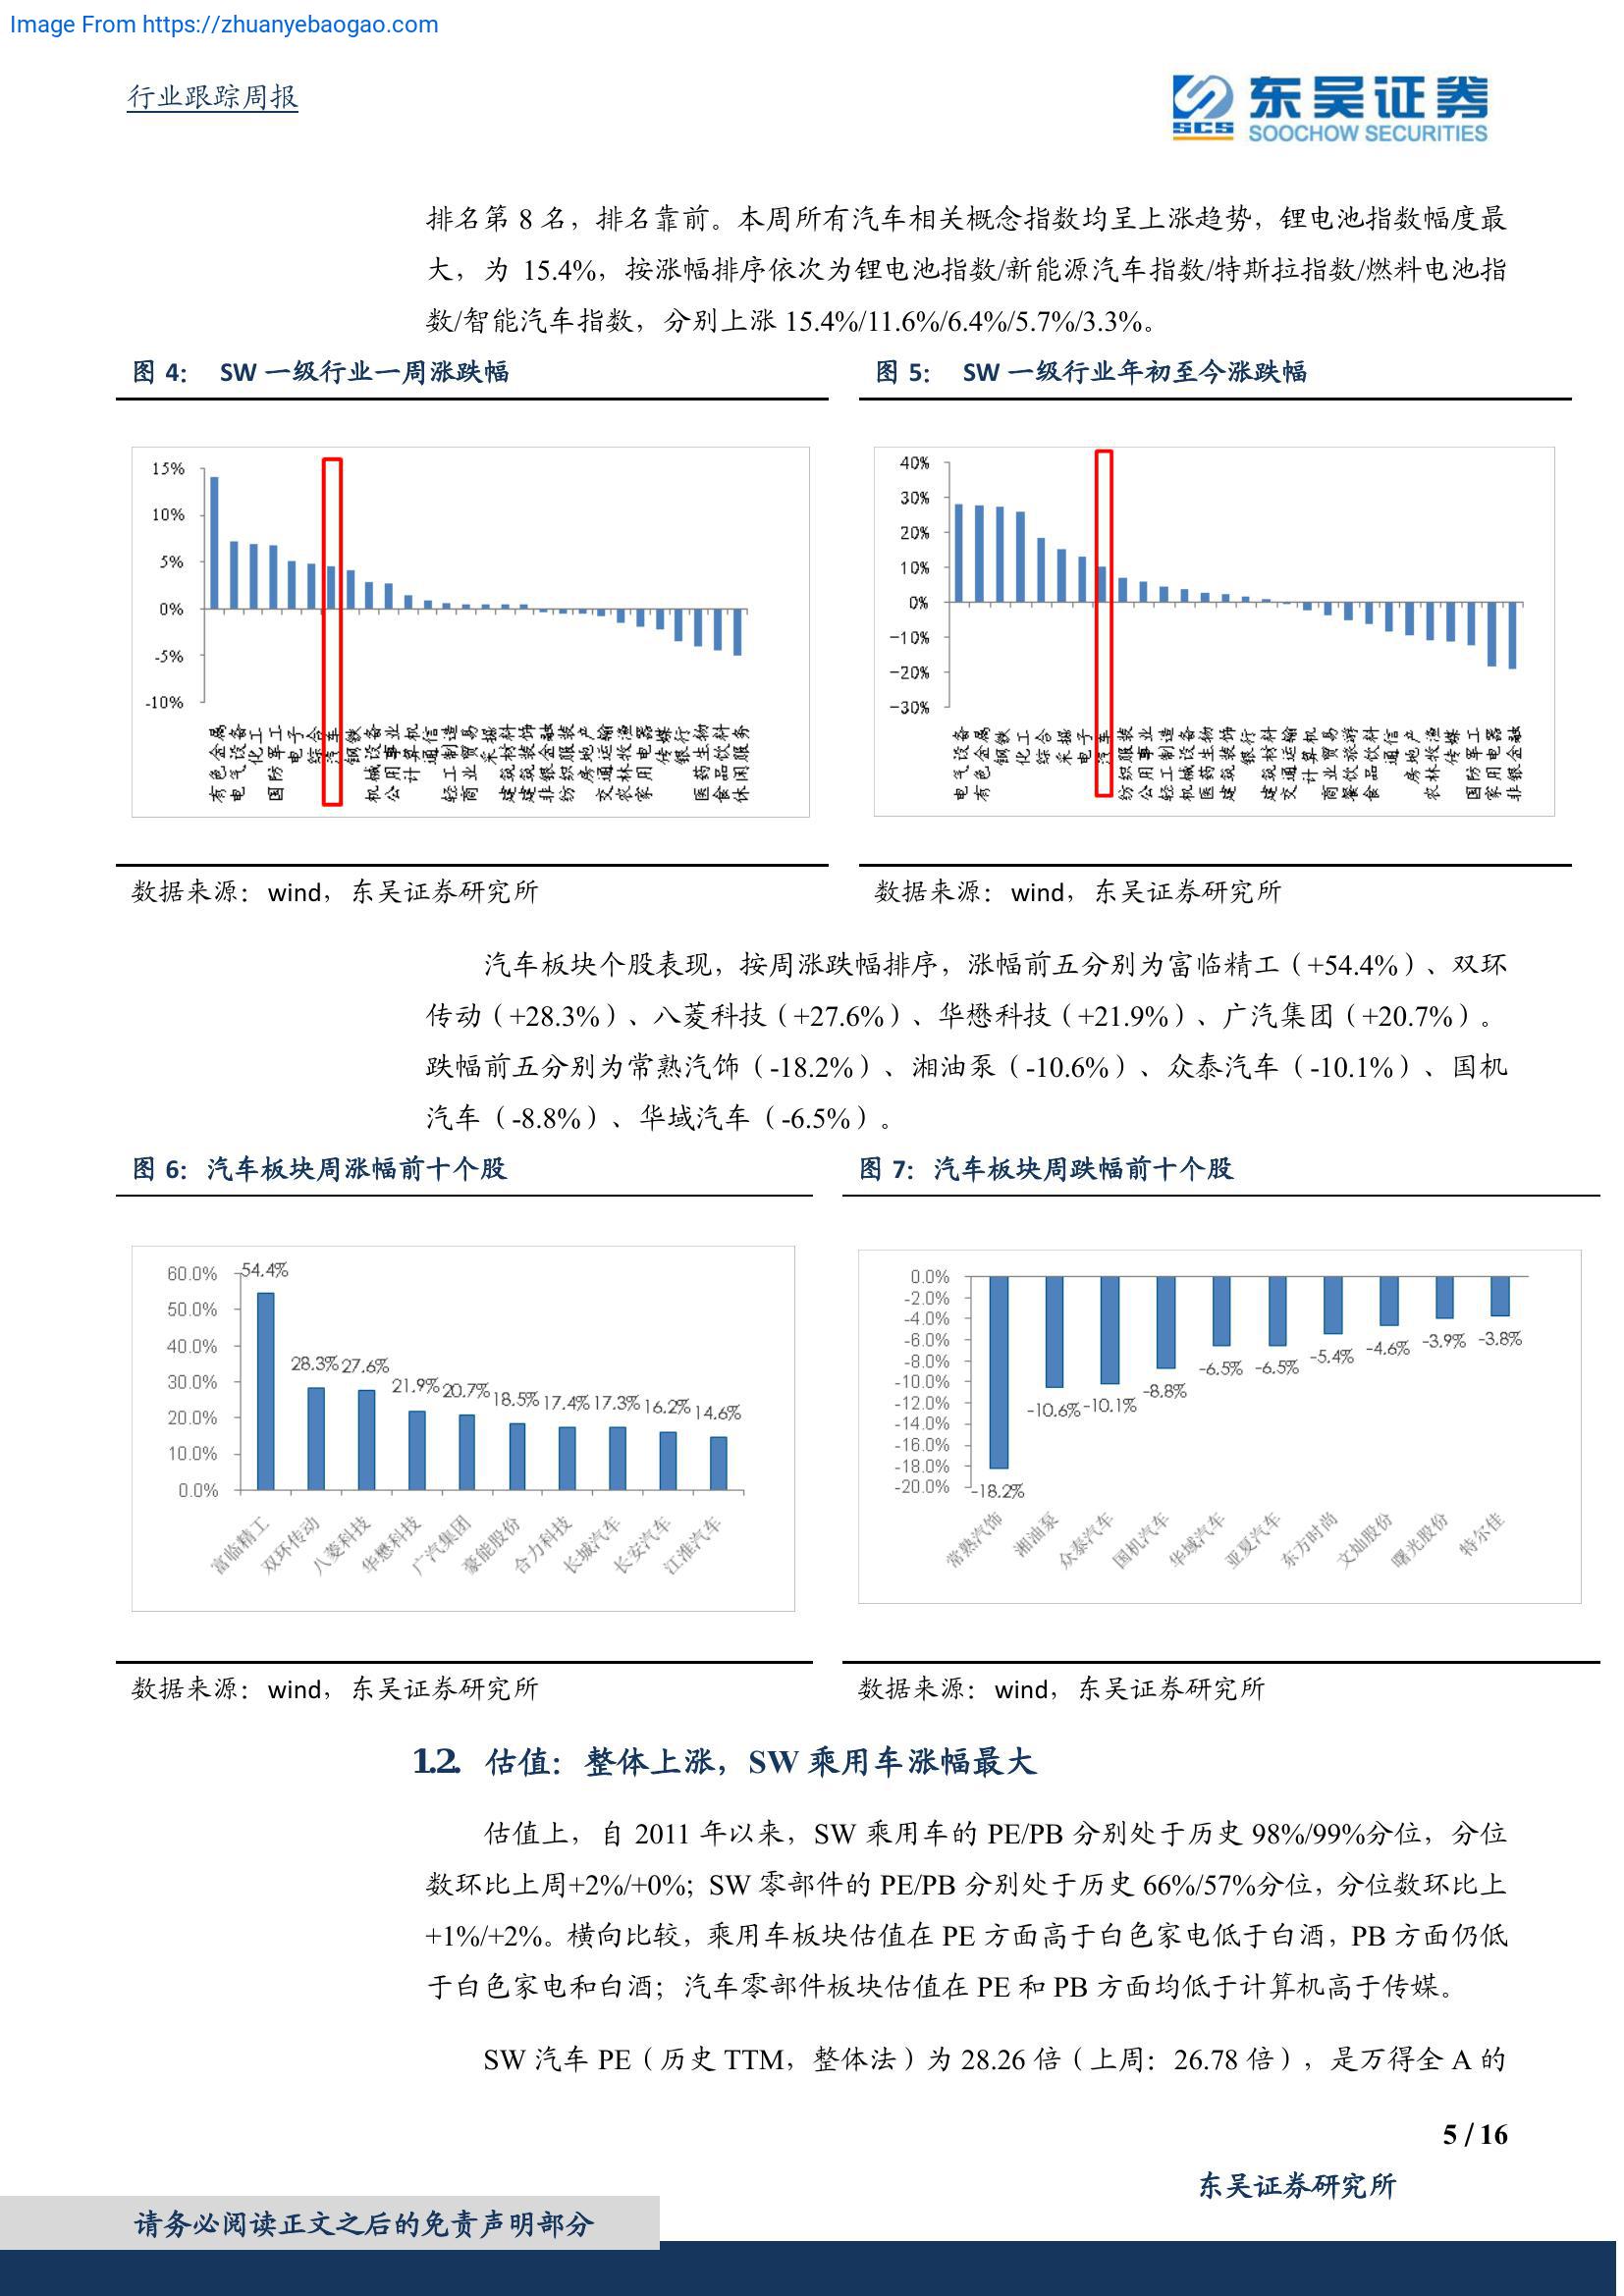 Image From https://zhuanyebaogao.com
行业跟踪周报
东吴证券
SCS
SOOCHOW SECURITIES
排名第 8 名，排名靠前。本周所有汽车相关概念指数均呈上涨趋势，锂电池指数幅度最
大，为 15.4%，按涨幅排序依次为锂电池指数/新能源汽车指数/特斯拉指数/燃料电池指
数/智能汽车指数，分别上涨 15.4%/11.6%/6.4%/5.7%/3.3%。
图 4： SW 一级行业一周涨跌幅
15%
10%
5%
0%
-5%
-10%
有色金属
电气设备
化工
国防军工
电子
综合
汽车
钢铁
机械设备
公用事业
计算机
通信
轻工制造
商业贸易
采掘
建筑材料
建筑装饰
非银金融
纺织服装
房地产
交通运输
农林牧渔
家用电器
传媒
银行
医药生物
食品饮料
休闲服务
图 5： SW 一级行业年初至今涨跌幅
40%
30%
20%
10%
0%
-10%
-20%
-30%
电气设备
有色金属
钢铁
化工
综合
采掘
电子
汽车
纺织服装
公用事业
轻工制造
机械设备
医药生物
建筑装饰
银行
建筑材料
交通运输
计算机
商业贸易
餐饮旅游
食品饮料
通信
房地产
农林牧渔
传媒
国防军工
家用电器
非银金融
数据来源：wind，东吴证券研究所
数据来源：wind，东吴证券研究所
汽车板块个股表现，按周涨跌幅排序，涨幅前五分别为富临精工（+54.4%）、双环
传动（+28.3%）、八菱科技（+27.6%）、华懋科技（+21.9%）、广汽集团（+20.7%）。
跌幅前五分别为常熟汽饰（-18.2%）、湘油泵（-10.6%）、众泰汽车（-10.1%）、国机
汽车（-8.8%）、华域汽车（-6.5%）。
图 6：汽车板块周涨幅前十个股
60.0%
50.0%
40.0%
30.0%
20.0%
10.0%
0.0%
54.4%
28.3%
27.6%
21.9%
20.7%
18.5%
17.4%
17.3%
16.2%
14.6%
富临精工
双环传动
八菱科技
华懋科技
广汽集团
豪能股份
合力科技
长城汽车
长安汽车
江淮汽车
图 7：汽车板块周跌幅前十个股
0.0%
-2.0%
-4.0%
-6.0%
-8.0%
-10.0%
-12.0%
-14.0%
-16.0%
-18.0%
-20.0%
-18.2%
-10.6%
-10.1%
-8.8%
-6.5%
-6.5%
-5.4%
-4.6%
-3.9%
-3.8%
常熟汽饰
湘油泵
众泰汽车
国机汽车
华域汽车
亚夏汽车
东方时尚
文灿股份
曙光股份
特尔佳
数据来源：wind，东吴证券研究所
数据来源：wind，东吴证券研究所
1.2. 估值：整体上涨，SW 乘用车涨幅最大
估值上，自 2011 年以来，SW 乘用车的 PE/PB 分别处于历史 98%/99%分位，分位
数环比上周+2%/+0%; SW 零部件的 PE/PB 分别处于历史 66%/57%分位，分位数环比上
+1%/+2%。横向比较，乘用车板块估值在 PE 方面高于白色家电低于白酒，PB 方面仍低
于白色家电和白酒；汽车零部件板块估值在 PE 和 PB 方面均低于计算机高于传媒。
SW 汽车 PE（历史 TTM，整体法）为 28.26 倍（上周：26.78 倍），是万得全 A 的
5 / 16
东吴证券研究所
请务必阅读正文之后的免责声明部分